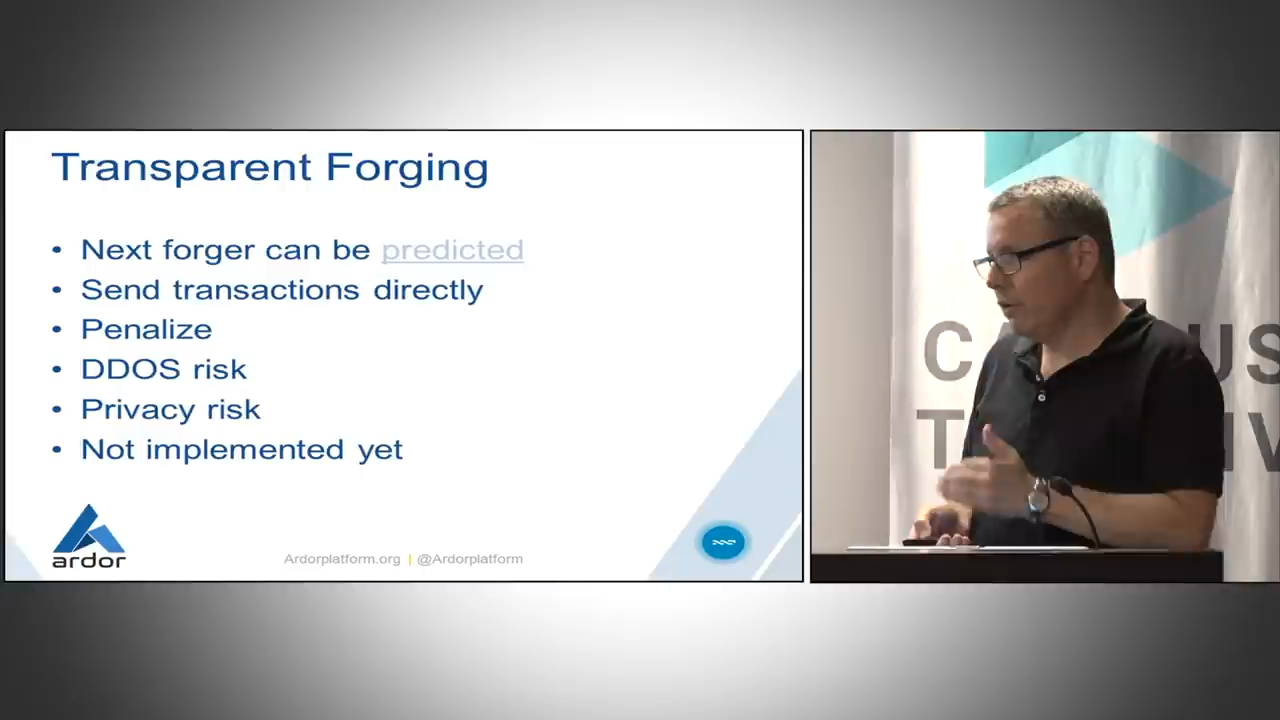 Transparent Forging
• Next forger can be predicted
• Send transactions directly
• Penalize
• DDOS risk
• Privacy risk
• Not implemented yet
ardor
Ardorplatform.org | @Ardorplatform